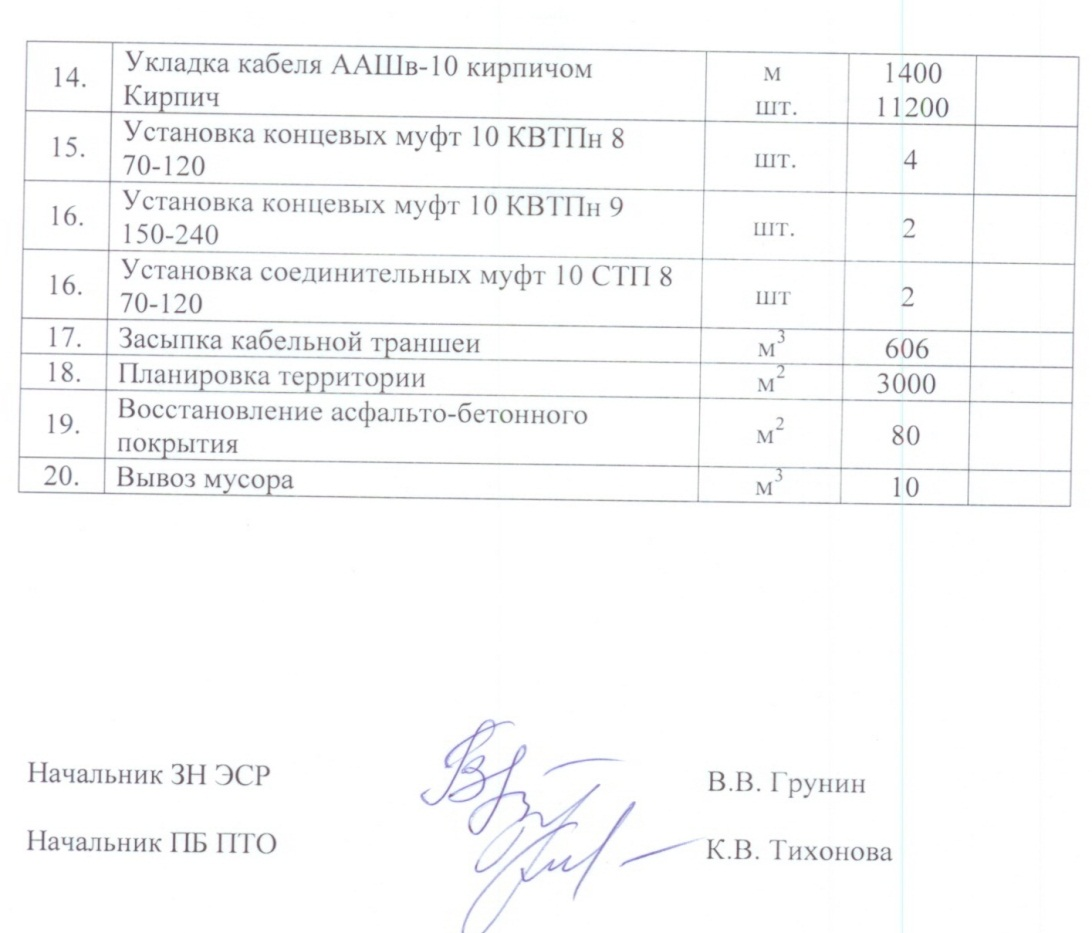 14. Укладка кабеля ААШв-10 кирпичом м 1400
Кирпич шт. 11200
15. Установка концевых муфт 10 КВТПн 8
70-120 шт. 4
16. Установка концевых муфт 10 КВТПн 9
150-240 шт. 2
16. Установка соединительных муфт 10 СТП 8
70-120 шт 2
17. Засыпка кабельной траншеи м³ 606
18. Планировка территории м² 3000
19. Восстановление асфальто-бетонного
покрытия м² 80
20. Вывоз мусора м³ 10
Начальник ЗН ЭСР В.В. Грунин
Начальник ПБ ПТО К.В. Тихонова